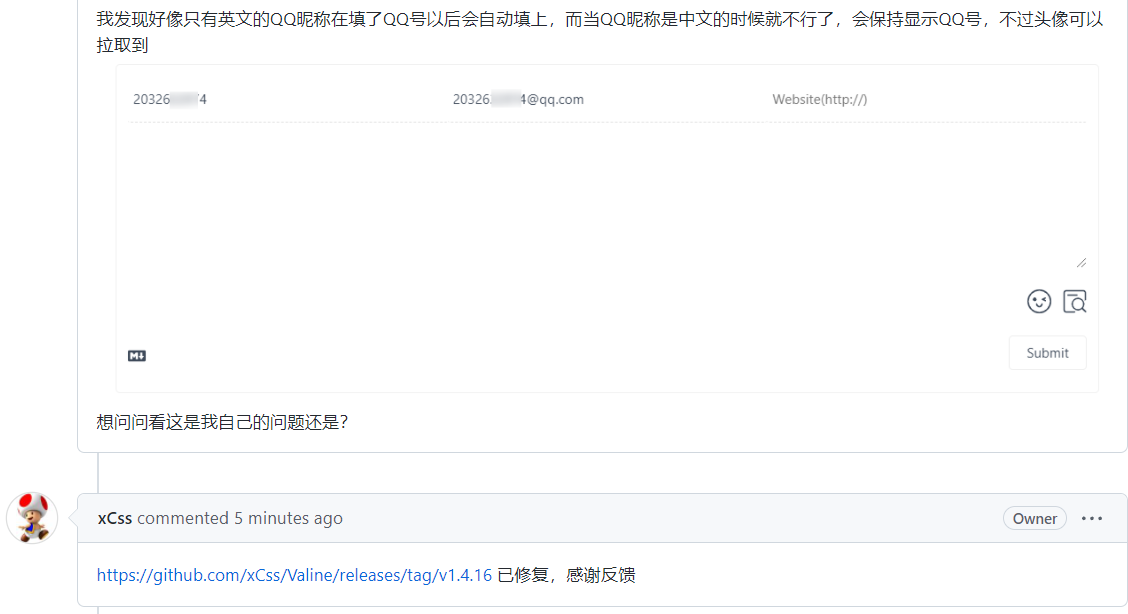 我发现好像只有英文的QQ昵称在填了QQ号以后会自动填上，而当QQ昵称是中文的时候就不行了，会保持显示QQ号，不过头像可以
拉取到
20326 4 20326 4@qq.com Website(http://)
M↓
Submit
想问问看这是我自己的问题还是？
xCss commented 5 minutes ago Owner ...
https://github.com/xCss/Valine/releases/tag/v1.4.16 已修复，感谢反馈